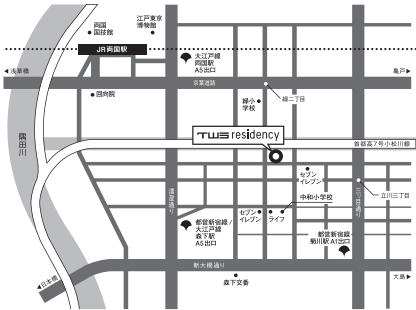 両国
国技館
江戸東京
博物館
JR両国駅
大江戸線
両国駅
A5出口
浅草橋
亀戸
京葉道路
回向院
緑小
学校
緑二丁目
隅田川
TWS residency
首都高7号小松川線
セブン
イレブン
中和小学校
立川三丁目
清澄通り
三つ目通り
セブン
イレブン
ライフ
都営新宿線/
大江戸線
森下駅
A5出口
都営新宿線
菊川駅 A1出口
新大橋通り
日本橋
大島
森下交番